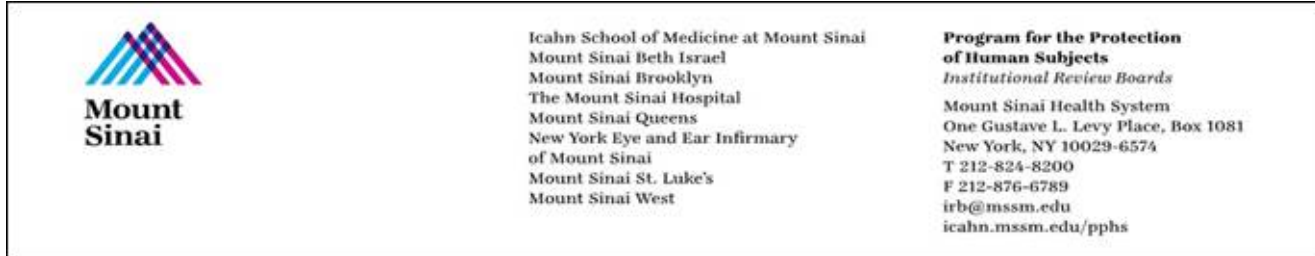 Mount
Sinai
Icahn School of Medicine at Mount Sinai
Mount Sinai Beth Israel
Mount Sinai Brooklyn
The Mount Sinai Hospital
Mount Sinai Queens
New York Eye and Ear Infirmary
of Mount Sinai
Mount Sinai St. Luke's
Mount Sinai West
Program for the Protection
of Human Subjects
Institutional Review Boards
Mount Sinai Health System
One Gustave L. Levy Place, Box 1081
New York, NY 10029-6574
T 212-824-8200
F 212-876-6789
irb@mssm.edu
icahn.mssm.edu/pphs